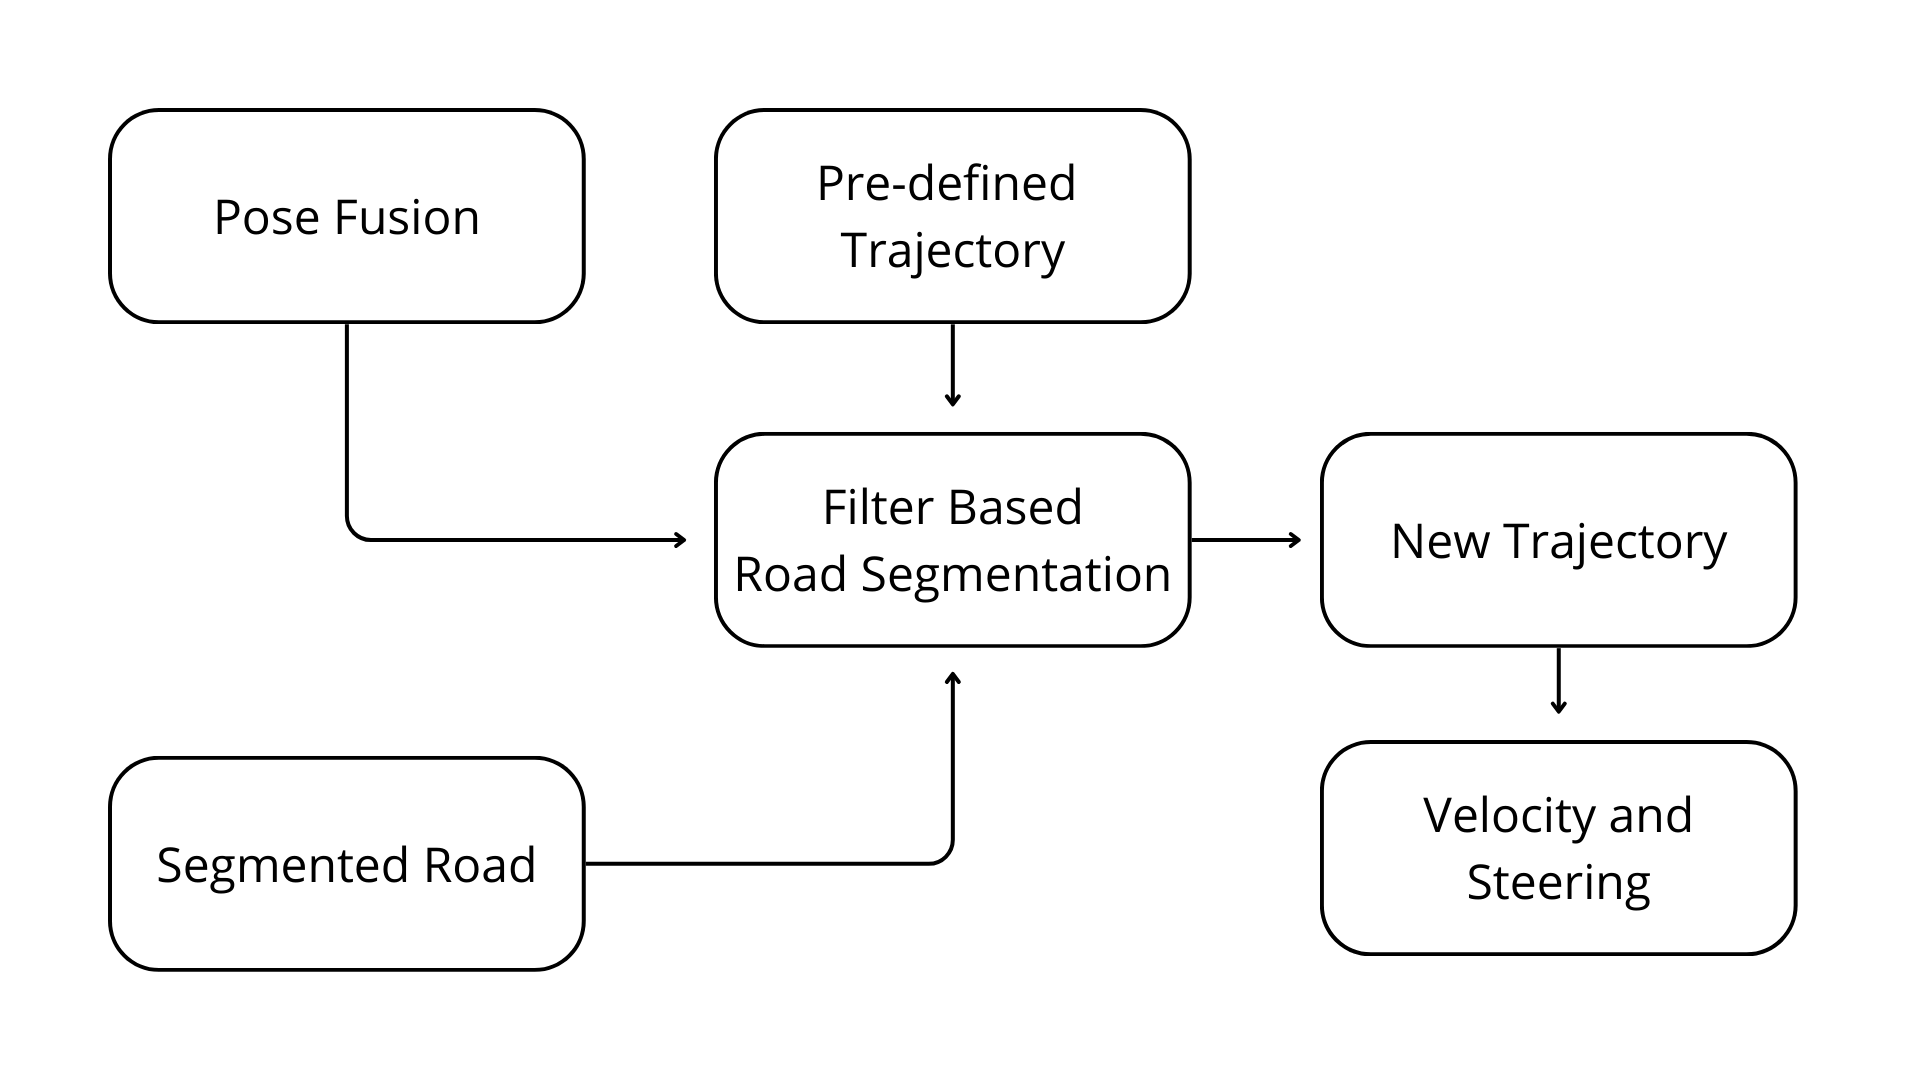 Pose Fusion
Pre-defined
Trajectory
Filter Based
Road Segmentation
New Trajectory
Segmented Road
Velocity and
Steering